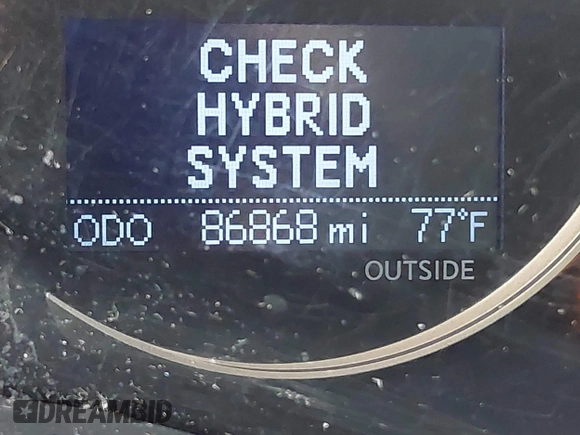 CHECK
HYBRID
SYSTEM
ODO 86868 mi 77°F
OUTSIDE
DREAMBID